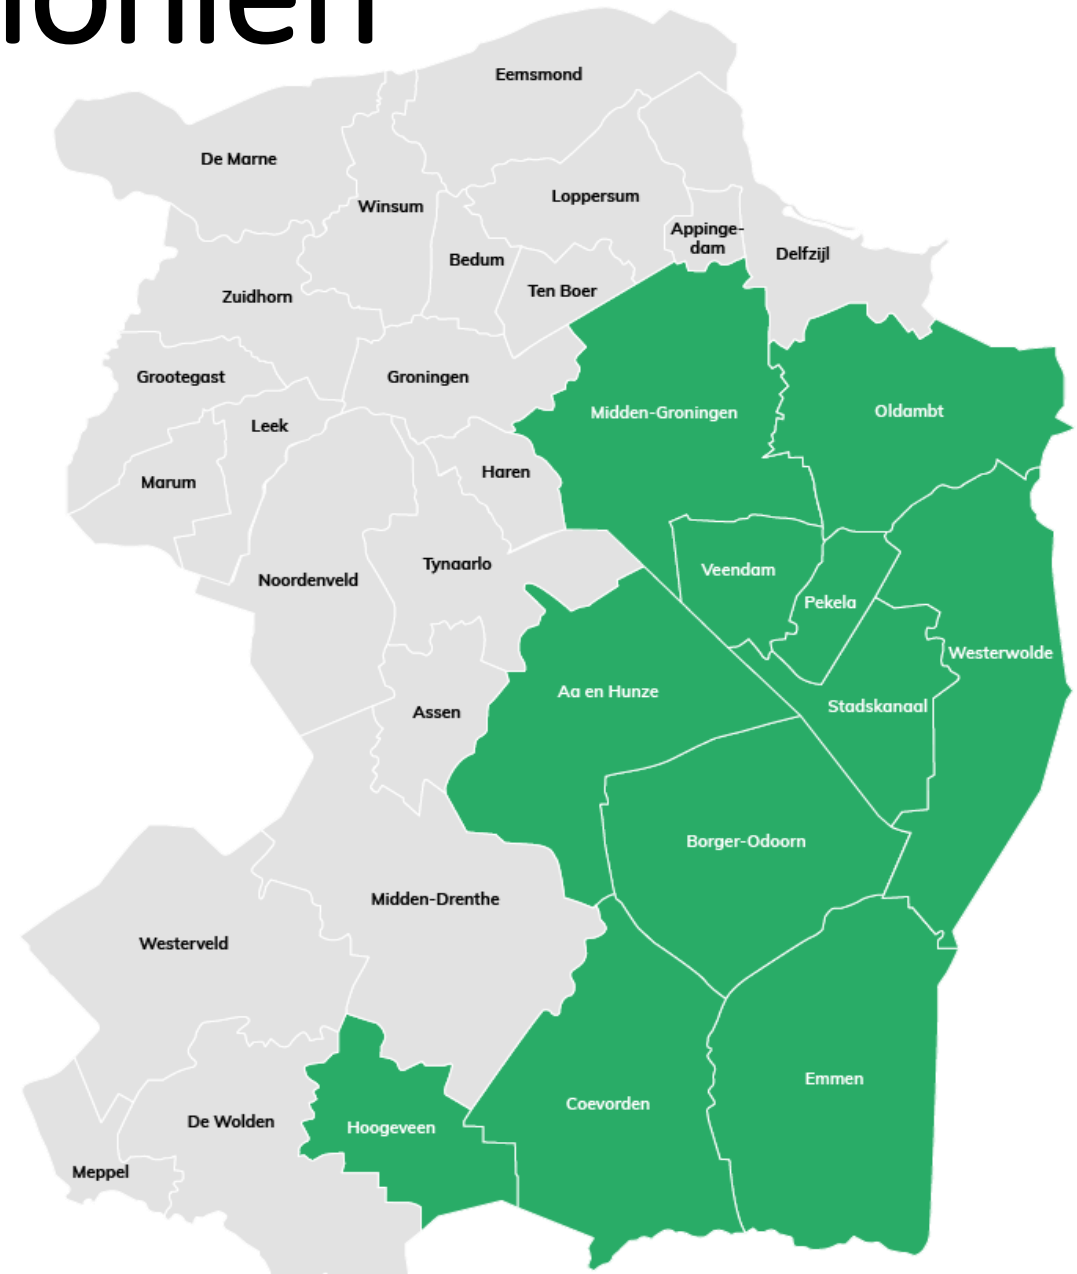 Eemsmond
De Marne
Winsum
Loppersum
Appinge-
dam
Delfzijl
Bedum
Ten Boer
Zuidhorn
Grootegast
Groningen
Leek
Midden-Groningen
Oldambt
Marum
Haren
Noordenveld
Tynaarlo
Veendam
Pekela
Westerwolde
Aa en Hunze
Stadskanaal
Assen
Borger-Odoorn
Midden-Drenthe
Westerveld
Emmen
Coevorden
De Wolden
Hoogeveen
Meppel